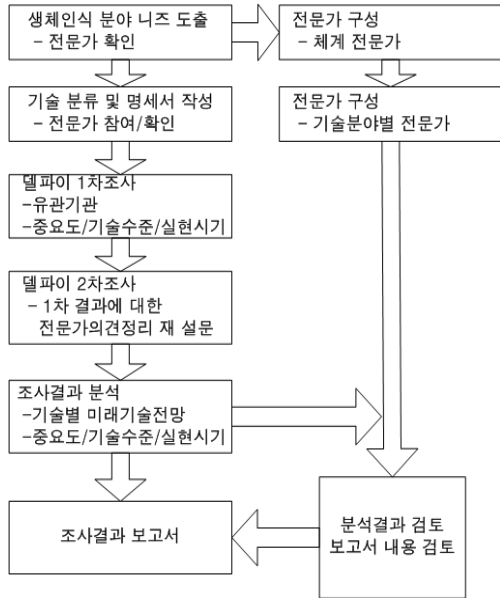 생체인식 분야 니즈 도출
- 전문가 확인
전문가 구성
- 체계 전문가
기술 분류 및 명세서 작성
- 전문가 참여/확인
전문가 구성
- 기술분야별 전문가
델파이 1차조사
-유관기관
-중요도/기술수준/실현시기
델파이 2차조사
- 1차 결과에 대한
전문가의견정리 재 설문
조사결과 분석
-기술별 미래기술전망
-중요도/기술수준/실현시기
조사결과 보고서
분석결과 검토
보고서 내용 검토